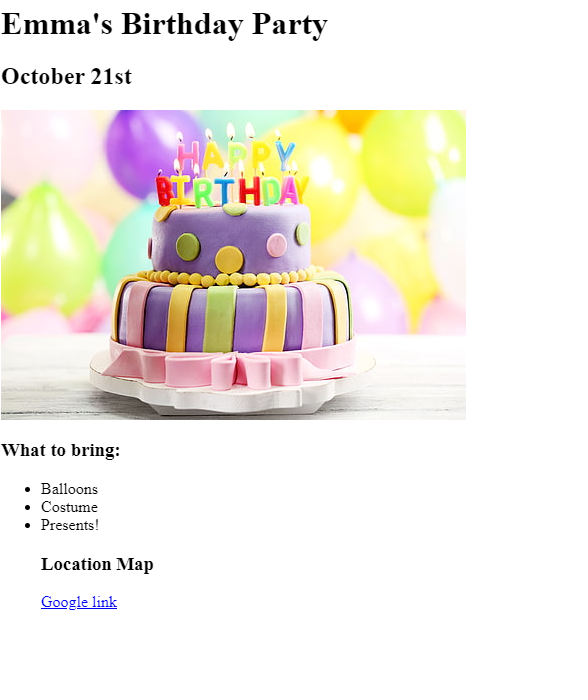 Emma's Birthday Party
October 21st
HAPPY
BIRTHDAY
What to bring:
Balloons
Costume
Presents!
Location Map
Google link